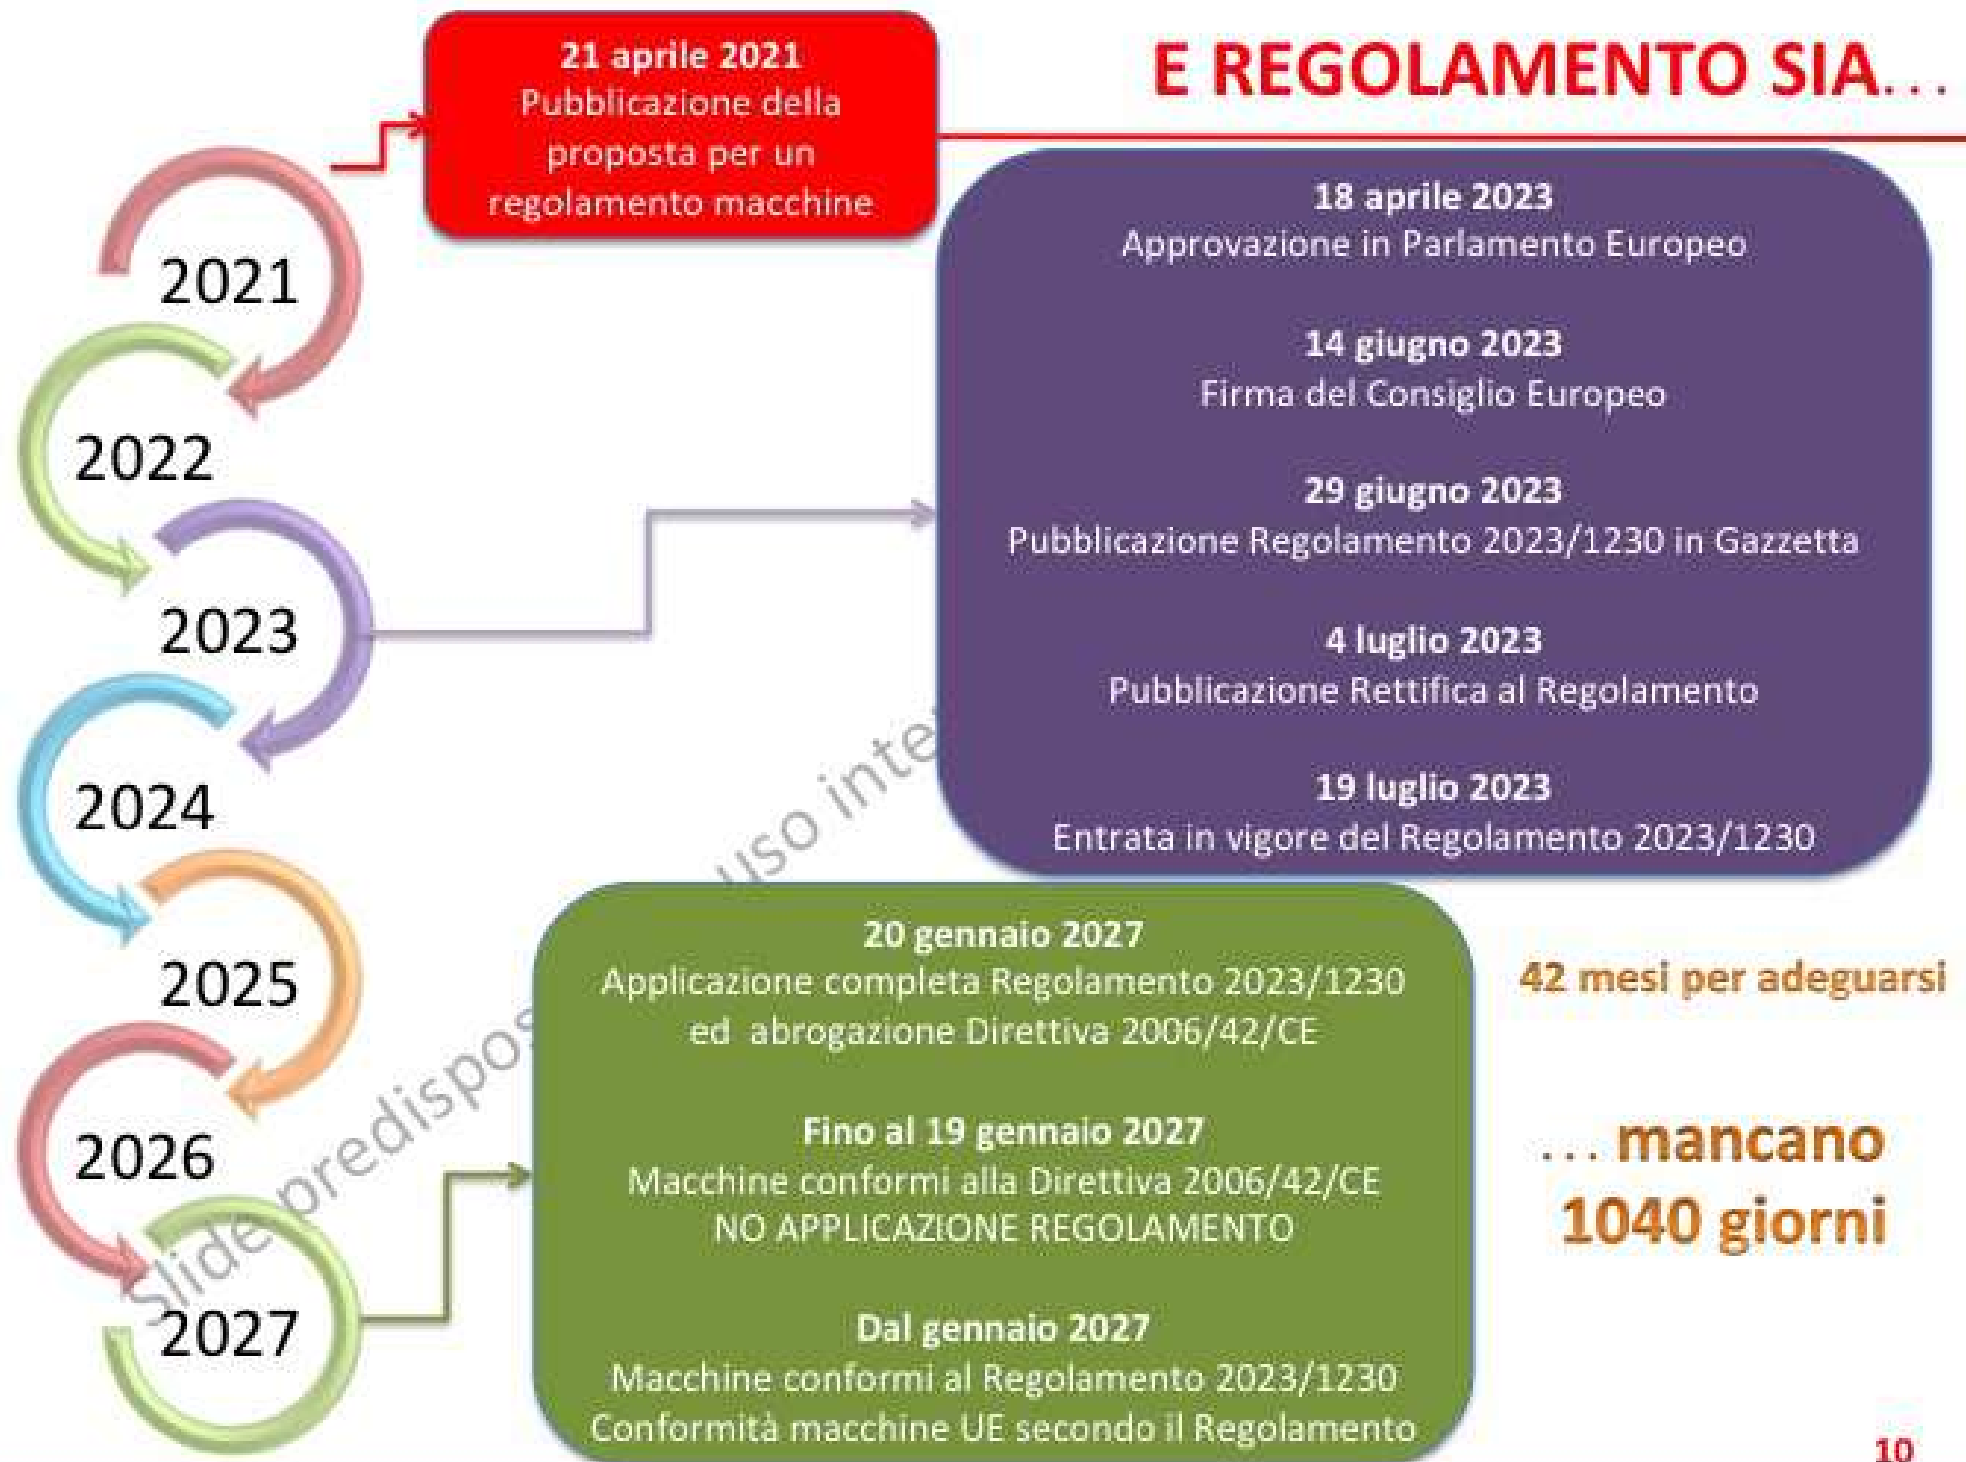 E REGOLAMENTO SIA...
21 aprile 2021
Pubblicazione della
proposta per un
regolamento macchine
18 aprile 2023
Approvazione in Parlamento Europeo
14 giugno 2023
Firma del Consiglio Europeo
29 giugno 2023
Pubblicazione Regolamento 2023/1230 in Gazzetta
4 luglio 2023
Pubblicazione Rettifica al Regolamento
19 luglio 2023
Entrata in vigore del Regolamento 2023/1230
2021
2022
2023
2024
2025
2026
2027
20 gennaio 2027
Applicazione completa Regolamento 2023/1230
ed abrogazione Direttiva 2006/42/CE
Fino al 19 gennaio 2027
Macchine conformi alla Direttiva 2006/42/CE
NO APPLICAZIONE REGOLAMENTO
Dal gennaio 2027
Macchine conformi al Regolamento 2023/1230
Conformità macchine UE secondo il Regolamento
42 mesi per adeguarsi
... mancano
1040 giorni
slide uso
10